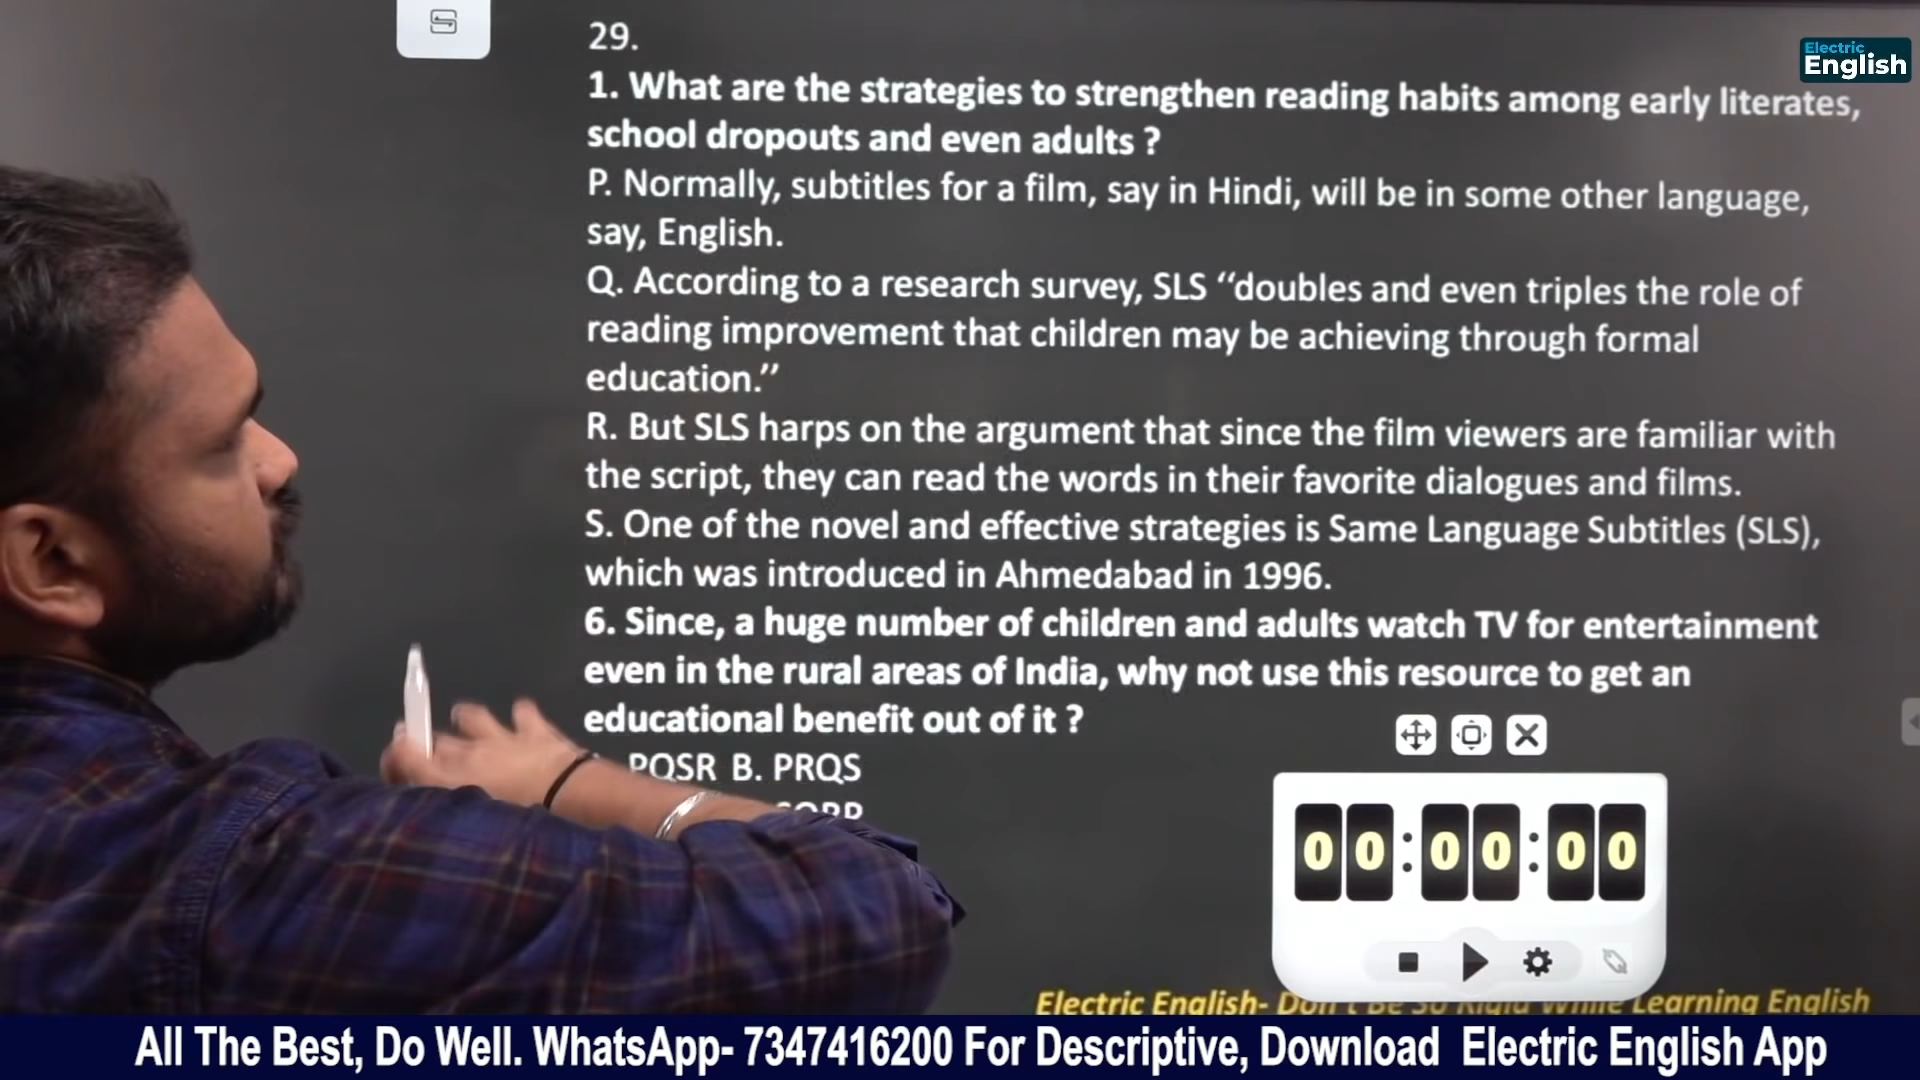 Electric
English
29.
1. What are the strategies to strengthen reading habits among early literates,
school dropouts and even adults ?
P. Normally, subtitles for a film, say in Hindi, will be in some other language,
say, English.
Q. According to a research survey, SLS “doubles and even triples the role of
reading improvement that children may be achieving through formal
education.”
R. But SLS harps on the argument that since the film viewers are familiar with
the script, they can read the words in their favorite dialogues and films.
S. One of the novel and effective strategies is Same Language Subtitles (SLS),
which was introduced in Ahmedabad in 1996.
6. Since, a huge number of children and adults watch TV for entertainment
even in the rural areas of India, why not use this resource to get an
educational benefit out of it ?
PQSR B. PRQS
00:00:00
Electric English- Don't Be So Rigid While Learning English
All The Best, Do Well. WhatsApp- 7347416200 For Descriptive, Download Electric English App